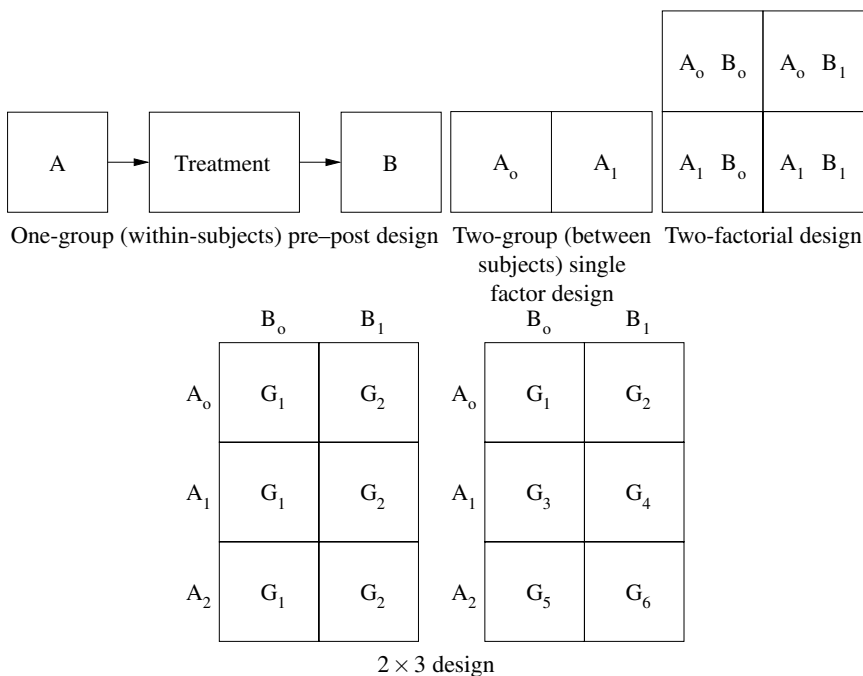 A₀ B₀ A₀ B₁
A Treatment B A₀ A₁ A₁ B₀ A₁ B₁
One-group (within-subjects) pre–post design
Two-group (between
subjects) single
factor design
Two-factorial design
B₀ B₁ B₀ B₁
A₀ G₁ G₂ A₀ G₁ G₂
A₁ G₁ G₂ A₁ G₃ G₄
A₂ G₁ G₂ A₂ G₅ G₆
2 × 3 design